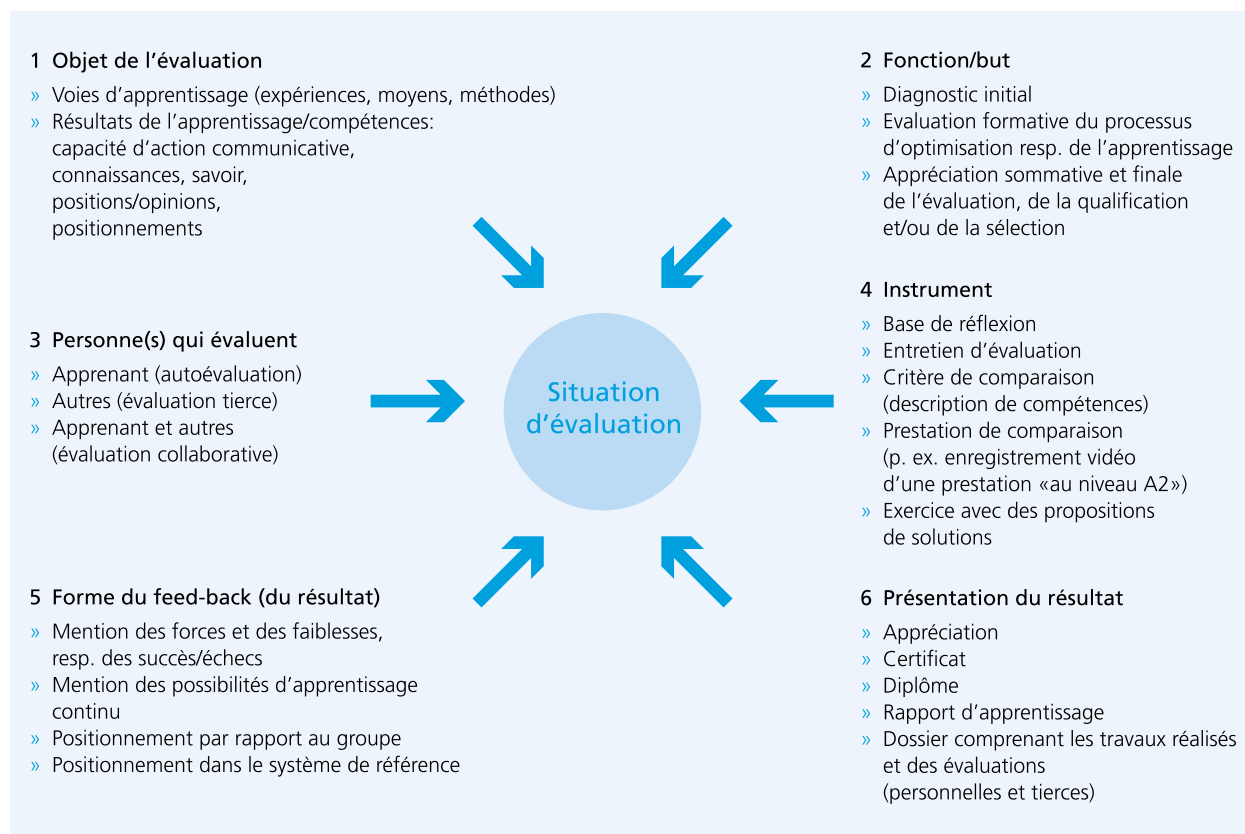 1 Objet de l’évaluation
» Voies d’apprentissage (expériences, moyens, méthodes)
» Résultats de l’apprentissage/compétences:
capacité d’action communicative,
connaissances, savoir,
positions/opinions,
positionnements
2 Fonction/but
» Diagnostic initial
» Evaluation formative du processus
d’optimisation resp. de l’apprentissage
» Appréciation sommative et finale
de l’évaluation, de la qualification
et/ou de la sélection
3 Personne(s) qui évaluent
» Apprenant (autoévaluation)
» Autres (évaluation tierce)
» Apprenant et autres
(évaluation collaborative)
Situation
d’évaluation
4 Instrument
» Base de réflexion
» Entretien d’évaluation
» Critère de comparaison
(description de compétences)
» Prestation de comparaison
(p. ex. enregistrement vidéo
d’une prestation «au niveau A2»)
» Exercice avec des propositions
de solutions
5 Forme du feed-back (du résultat)
» Mention des forces et des faiblesses,
resp. des succès/échecs
» Mention des possibilités d’apprentissage
continu
» Positionnement par rapport au groupe
» Positionnement dans le système de référence
6 Présentation du résultat
» Appréciation
» Certificat
» Diplôme
» Rapport d’apprentissage
» Dossier comprenant les travaux réalisés
et des évaluations
(personnelles et tierces)